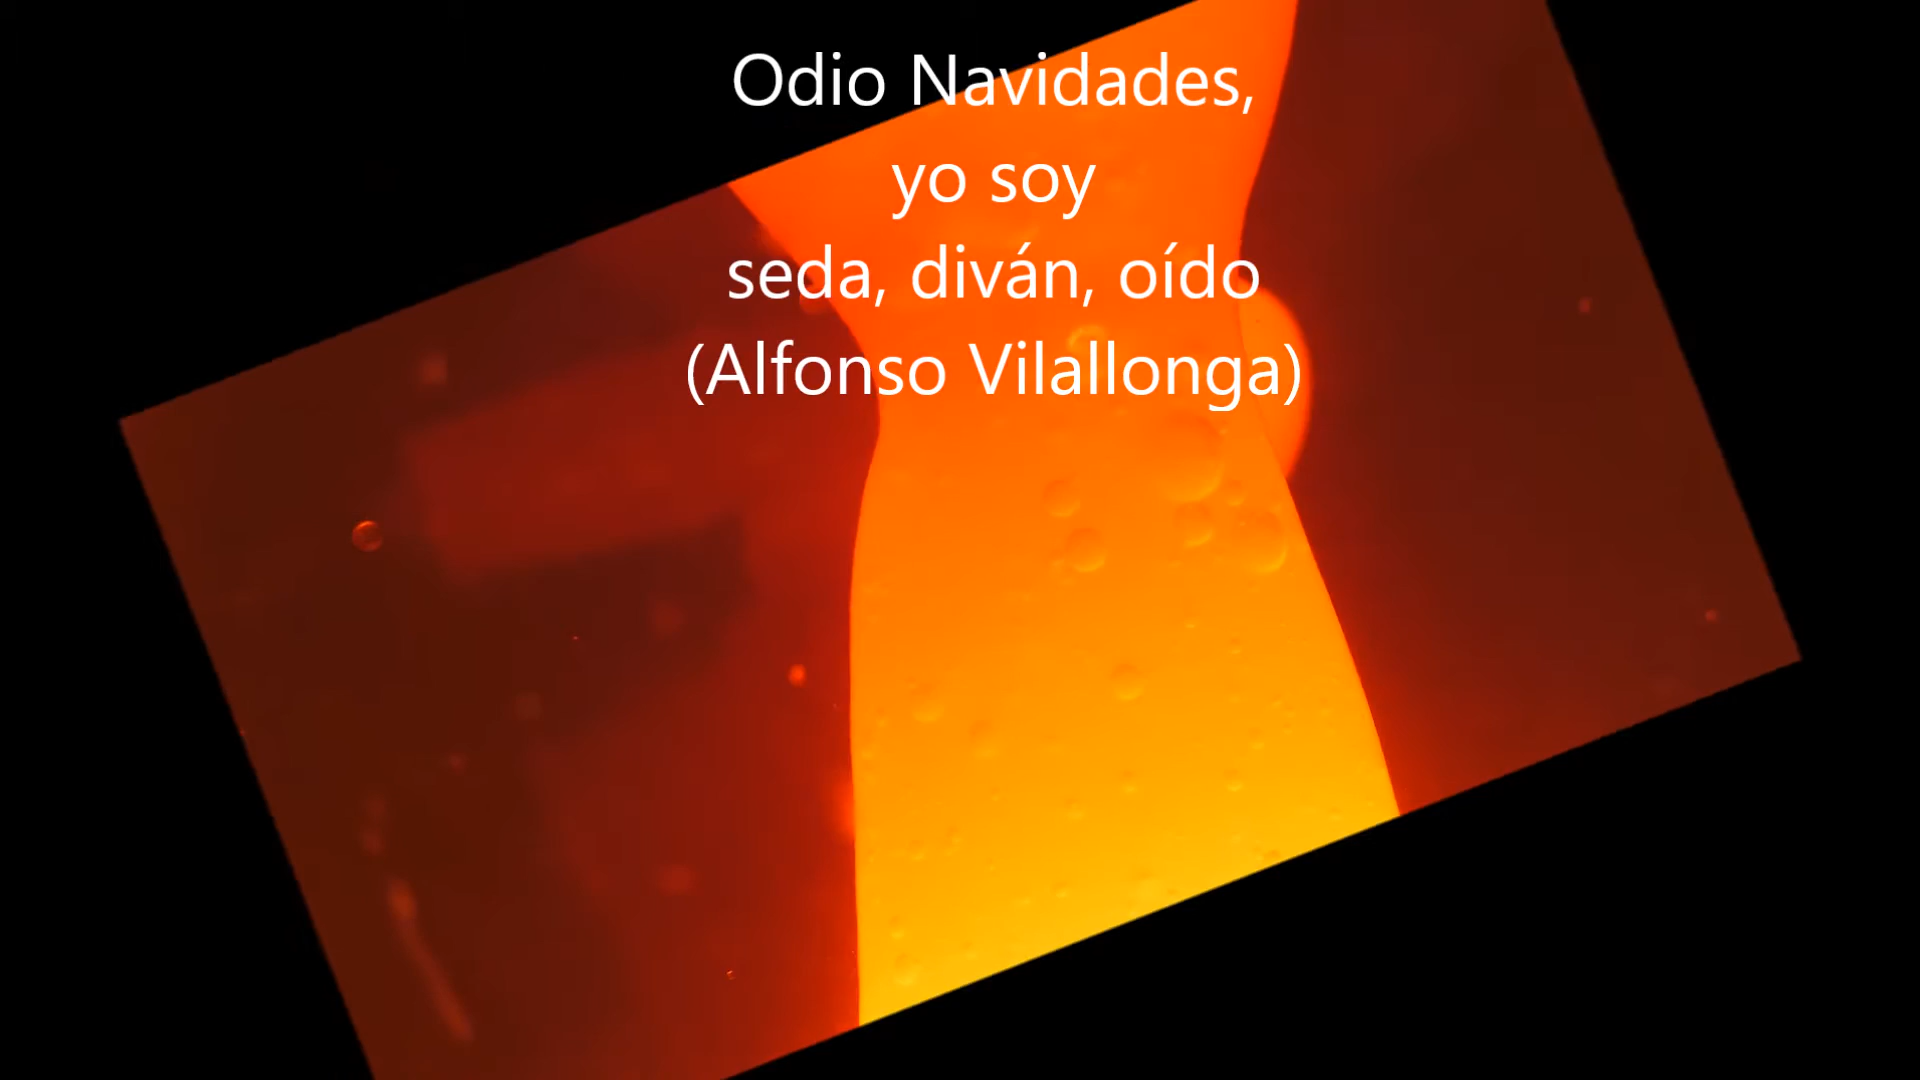 Odio Navidades,
yo soy
seda, diván, oído
(Alfonso Vilallonga)